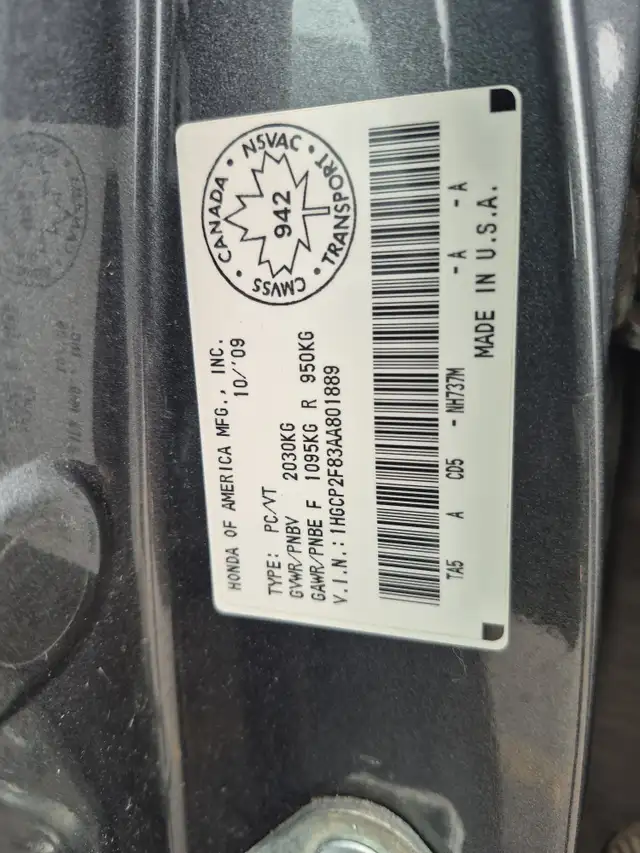 HONDA OF AMERICA MFG., INC.
10/'09
TYPE: PC/VT
GVWR/PNBV 2030KG
GAWR/PNBE F 1095KG R 950KG
V.I.N.: 1HGCP2F83AA801889
CANADA · NSVAC · TRANSPORT · CMVSS ·
942
TA5 A CD5 - NH737M - A - A
MADE IN U.S.A.